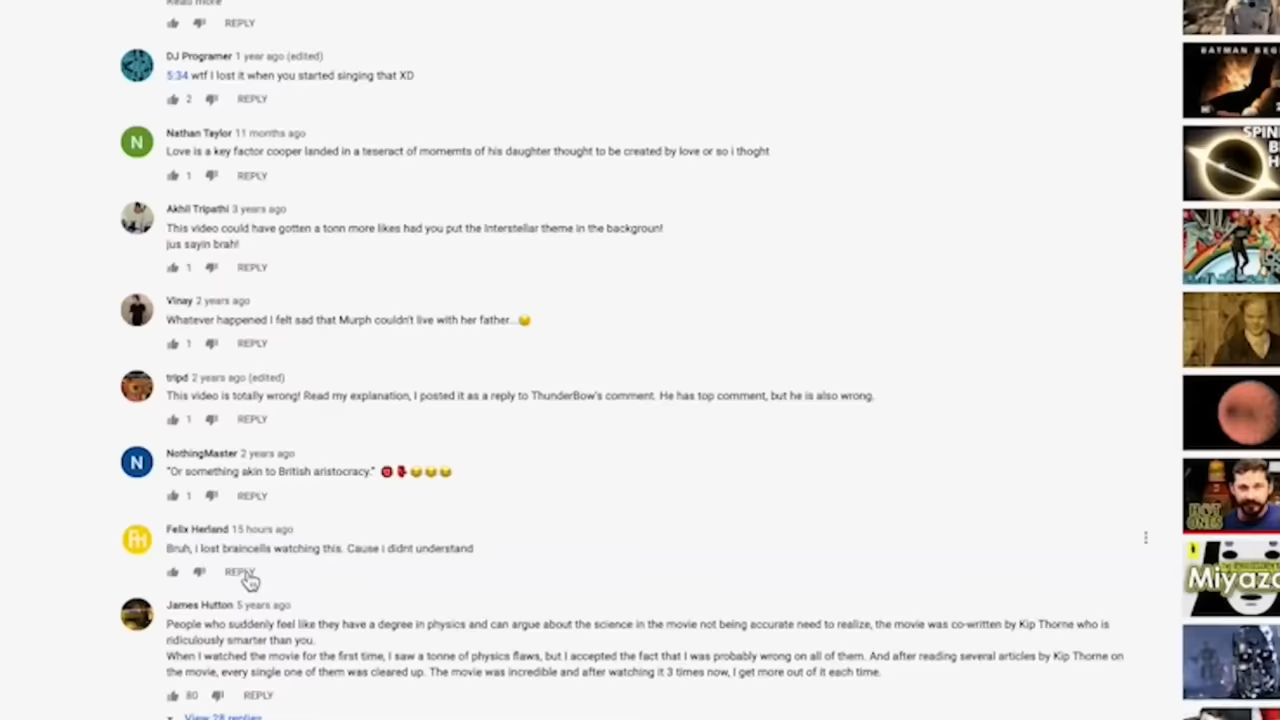 Read more
REPLY
DJ Programer 1 year ago (edited)
5:34 wtf I lost it when you started singing that XD
2 REPLY
N
Nathan Taylor 11 months ago
Love is a key factor cooper landed in a teseract of momemts of his daughter thought to be created by love or so i thoght
1 REPLY
Akhil Tripathi 3 years ago
This video could have gotten a tonn more likes had you put the Interstellar theme in the backgroun!
jus sayin brah!
1 REPLY
Vinay 2 years ago
Whatever happened I felt sad that Murph couldn't live with her father...😢
1 REPLY
tripd 2 years ago (edited)
This video is totally wrong! Read my explanation, I posted it as a reply to ThunderBow's comment. He has top comment, but he is also wrong.
1 REPLY
N
NothingMaster 2 years ago
"Or something akin to British aristocracy."
1 REPLY
Felix Herland 15 hours ago
Bruh, i lost braincells watching this. Cause i didnt understand
REPLY
James Hutton 5 years ago
People who suddenly feel like they have a degree in physics and can argue about the science in the movie not being accurate need to realize, the movie was co-written by Kip Thorne who is
ridiculously smarter than you.
When I watched the movie for the first time, I saw a tonne of physics flaws, but I accepted the fact that I was probably wrong on all of them. And after reading several articles by Kip Thorne on
the movie, every single one of them was cleared up. The movie was incredible and after watching it 3 times now, I get more out of it each time.
80 REPLY
View 28 replies
BATMAN BEG
SPIN
B
H
HOT
ONES
Miyaz